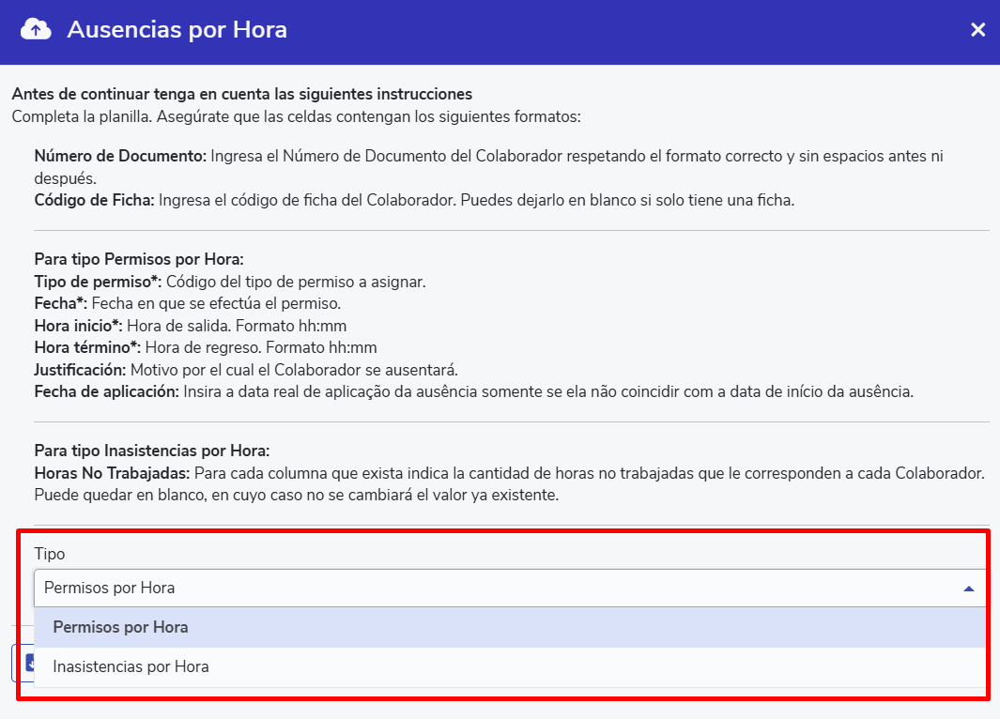 Ausencias por Hora
Antes de continuar tenga en cuenta las siguientes instrucciones
Completa la planilla. Asegúrate que las celdas contengan los siguientes formatos:
Número de Documento: Ingresa el Número de Documento del Colaborador respetando el formato correcto y sin espacios antes ni
después.
Código de Ficha: Ingresa el código de ficha del Colaborador. Puedes dejarlo en blanco si solo tiene una ficha.
Para tipo Permisos por Hora:
Tipo de permiso*: Código del tipo de permiso a asignar.
Fecha*: Fecha en que se efectúa el permiso.
Hora inicio*: Hora de salida. Formato hh:mm
Hora término*: Hora de regreso. Formato hh:mm
Justificación: Motivo por el cual el Colaborador se ausentará.
Fecha de aplicación: Insira a data real de aplicação da ausência somente se ela não coincidir com a data de início da ausência.
Para tipo Inasistencias por Hora:
Horas No Trabajadas: Para cada columna que exista indica la cantidad de horas no trabajadas que le corresponden a cada Colaborador.
Puede quedar en blanco, en cuyo caso no se cambiará el valor ya existente.
Tipo
Permisos por Hora
Permisos por Hora
Inasistencias por Hora